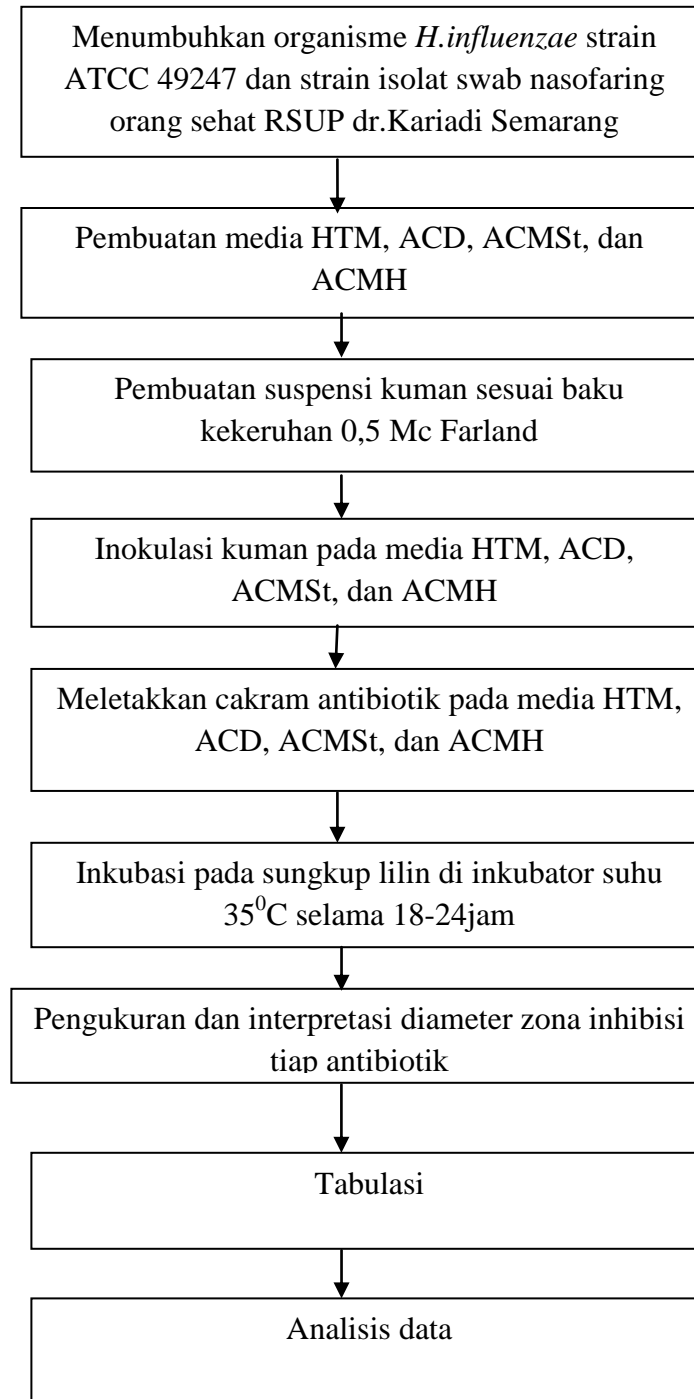 Menumbuhkan organisme H.influenzae strain
ATCC 49247 dan strain isolat swab nasofaring
orang sehat RSUP dr.Kariadi Semarang
Pembuatan media HTM, ACD, ACMSt, dan
ACMH
Pembuatan suspensi kuman sesuai baku
kekeruhan 0,5 Mc Farland
Inokulasi kuman pada media HTM, ACD,
ACMSt, dan ACMH
Meletakkan cakram antibiotik pada media HTM,
ACD, ACMSt, dan ACMH
Inkubasi pada sungkup lilin di inkubator suhu
35⁰C selama 18-24jam
Pengukuran dan interpretasi diameter zona inhibisi
tiap antibiotik
Tabulasi
Analisis data